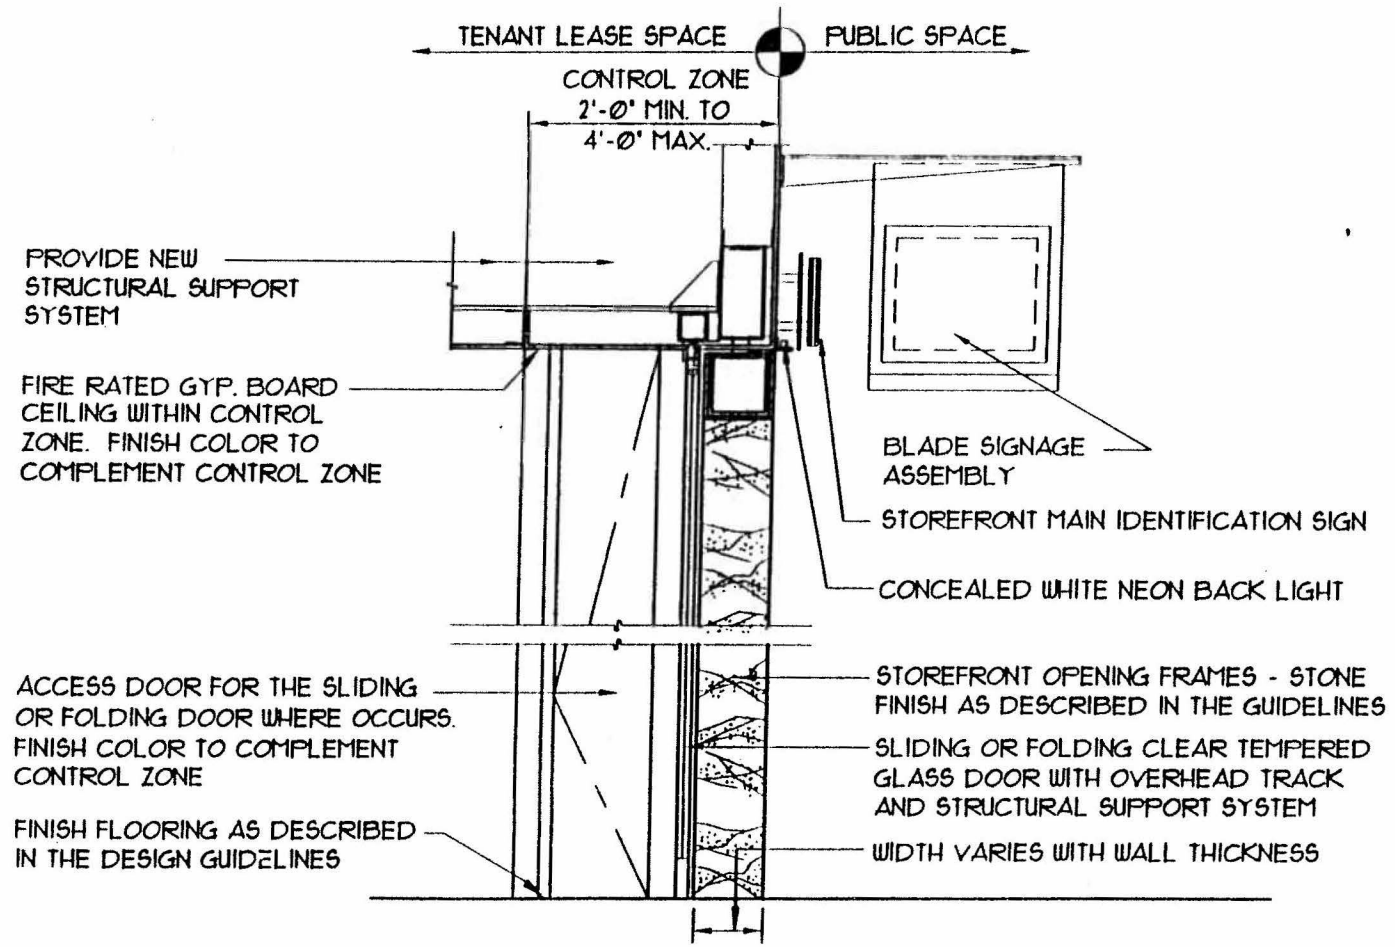 TENANT LEASE SPACE
PUBLIC SPACE
CONTROL ZONE
2'-0" MIN. TO
4'-0" MAX.
PROVIDE NEW
STRUCTURAL SUPPORT
SYSTEM
FIRE RATED GYP. BOARD
CEILING WITHIN CONTROL
ZONE. FINISH COLOR TO
COMPLEMENT CONTROL ZONE
BLADE SIGNAGE
ASSEMBLY
STOREFRONT MAIN IDENTIFICATION SIGN
CONCEALED WHITE NEON BACK LIGHT
ACCESS DOOR FOR THE SLIDING
OR FOLDING DOOR WHERE OCCURS.
FINISH COLOR TO COMPLEMENT
CONTROL ZONE
FINISH FLOORING AS DESCRIBED
IN THE DESIGN GUIDELINES
STOREFRONT OPENING FRAMES - STONE
FINISH AS DESCRIBED IN THE GUIDELINES
SLIDING OR FOLDING CLEAR TEMPERED
GLASS DOOR WITH OVERHEAD TRACK
AND STRUCTURAL SUPPORT SYSTEM
WIDTH VARIES WITH WALL THICKNESS